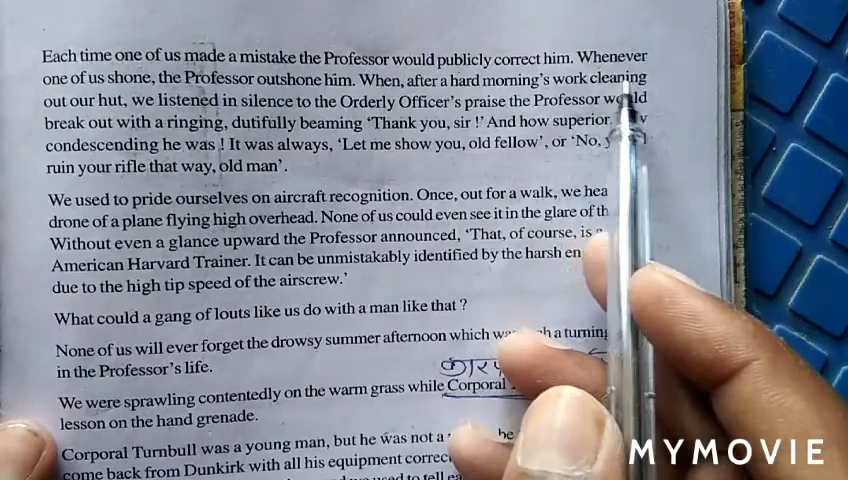 Each time one of us made a mistake the Professor would publicly correct him. Whenever
one of us shone, the Professor outshone him. When, after a hard morning's work cleaning
out our hut, we listened in silence to the Orderly Officer's praise the Professor would
break out with a ringing, dutifully beaming 'Thank you, sir !' And how superior,
condescending he was ! It was always, 'Let me show you, old fellow', or 'No,
ruin your rifle that way, old man'.
We used to pride ourselves on aircraft recognition. Once, out for a walk, we
drone of a plane flying high overhead. None of us could even see it in the glare of
Without even a glance upward the Professor announced, 'That, of course, is
American Harvard Trainer. It can be unmistakably identified by the harsh
due to the high tip speed of the airscrew.'
What could a gang of louts like us do with a man like that ?
None of us will ever forget the drowsy summer afternoon which a turning
in the Professor's life.
We were sprawling contentedly on the warm grass while Corporal
lesson on the hand grenade.
Corporal Turnbull was a young man, but he was not a he
come back from Dunkirk with all his equipment
used to tell
MYMOVIE